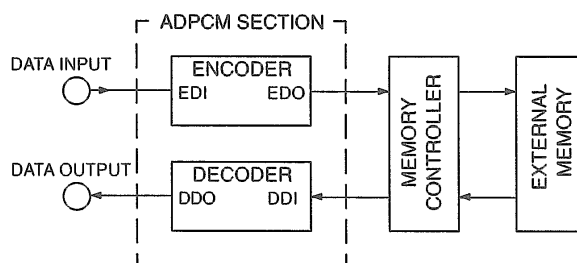 ADPCM SECTION
DATA INPUT
ENCODER
EDI EDO
DATA OUTPUT
DECODER
DDO DDI
MEMORY
CONTROLLER
EXTERNAL
MEMORY